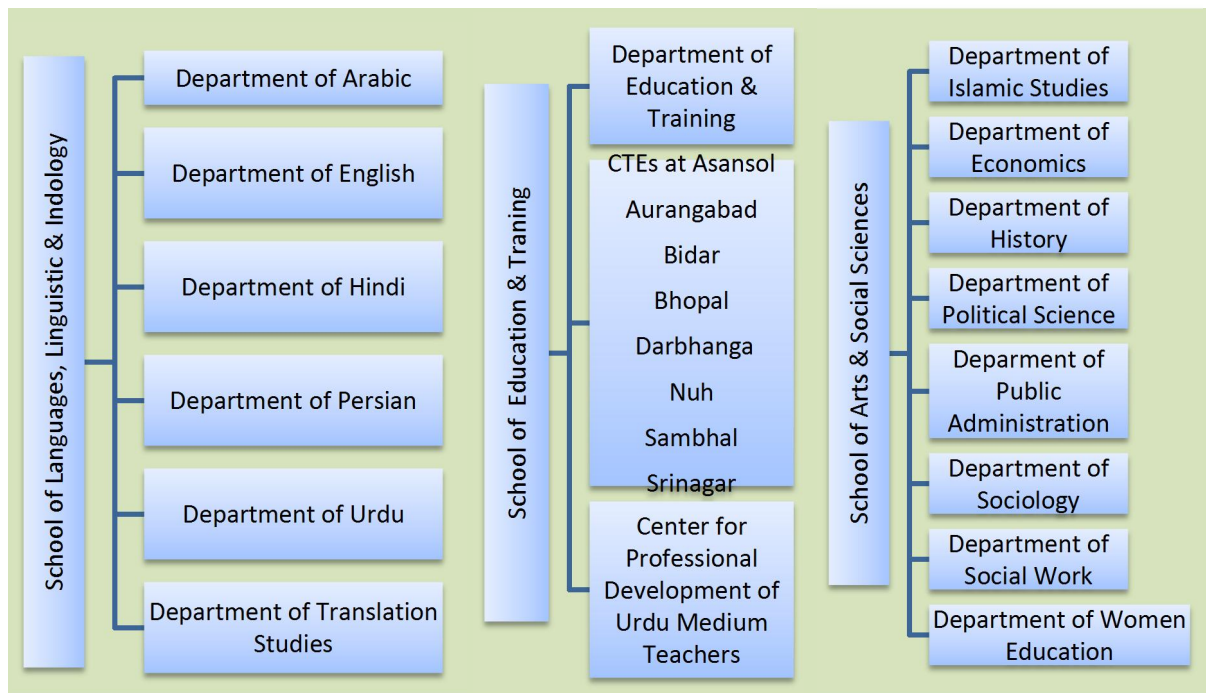 School of Languages, Linguistic & Indology
Department of Arabic
Department of English
Department of Hindi
Department of Persian
Department of Urdu
Department of Translation
Studies
School of Education & Traning
Department of
Education &
Training
CTEs at Asansol
Aurangabad
Bidar
Bhopal
Darbhanga
Nuh
Sambhal
Srinagar
Center for
Professional
Development of
Urdu Medium
Teachers
School of Arts & Social Sciences
Department of
Islamic Studies
Department of
Economics
Department of
History
Department of
Political Science
Deparment of
Public
Administration
Department of
Sociology
Department of
Social Work
Department of Women
Education